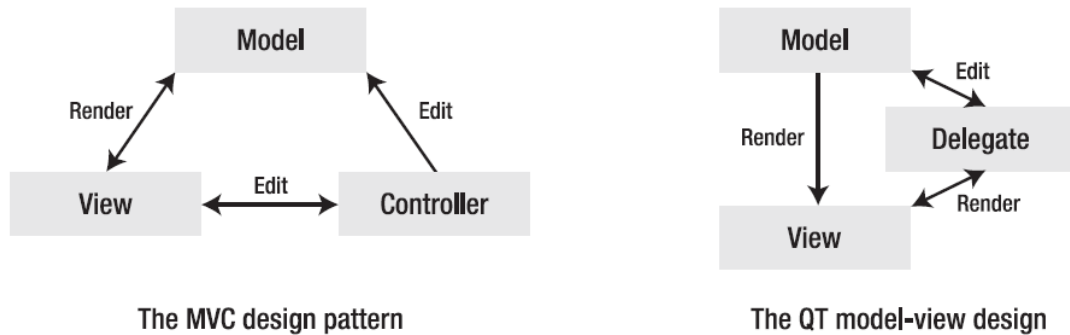 Model
Render
Edit
View
Edit
Controller
The MVC design pattern
Model
Edit
Render
Delegate
Render
View
The QT model-view design